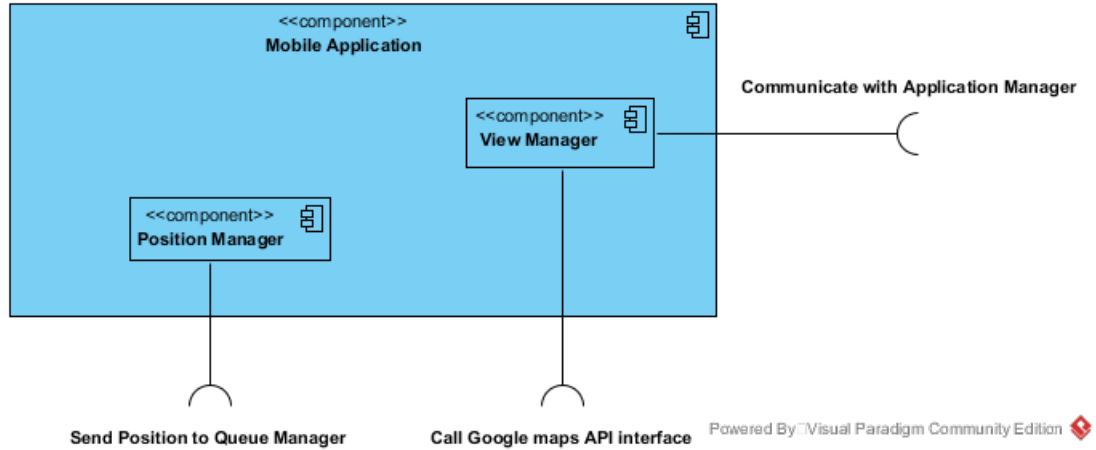 <<component>>
Mobile Application
Communicate with Application Manager
<<component>>
View Manager
<<component>>
Position Manager
Send Position to Queue Manager
Call Google maps API interface
Powered By Visual Paradigm Community Edition